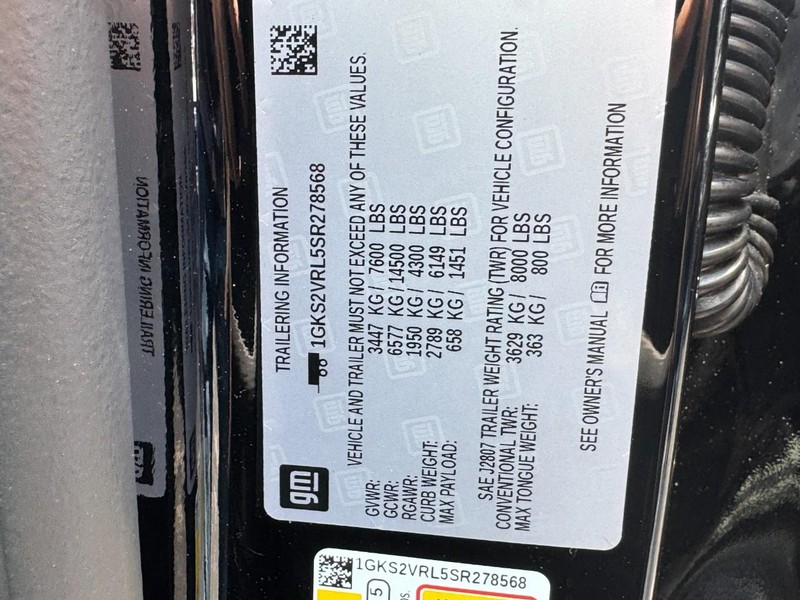 gm
TRAILERING INFORMATION
1GKS2VRL5SR278568
VEHICLE AND TRAILER MUST NOT EXCEED ANY OF THESE VALUES.
GVWR: 3447 KG / 7600 LBS
GCWR: 6577 KG / 14500 LBS
RGAWR: 1950 KG / 4300 LBS
CURB WEIGHT: 2789 KG / 6149 LBS
MAX PAYLOAD: 658 KG / 1451 LBS
SAE J2807 TRAILER WEIGHT RATING (TWR) FOR VEHICLE CONFIGURATION.
CONVENTIONAL TWR: 3629 KG / 8000 LBS
MAX TONGUE WEIGHT: 363 KG / 800 LBS
SEE OWNER'S MANUAL FOR MORE INFORMATION
1GKS2VRL5SR278568
5